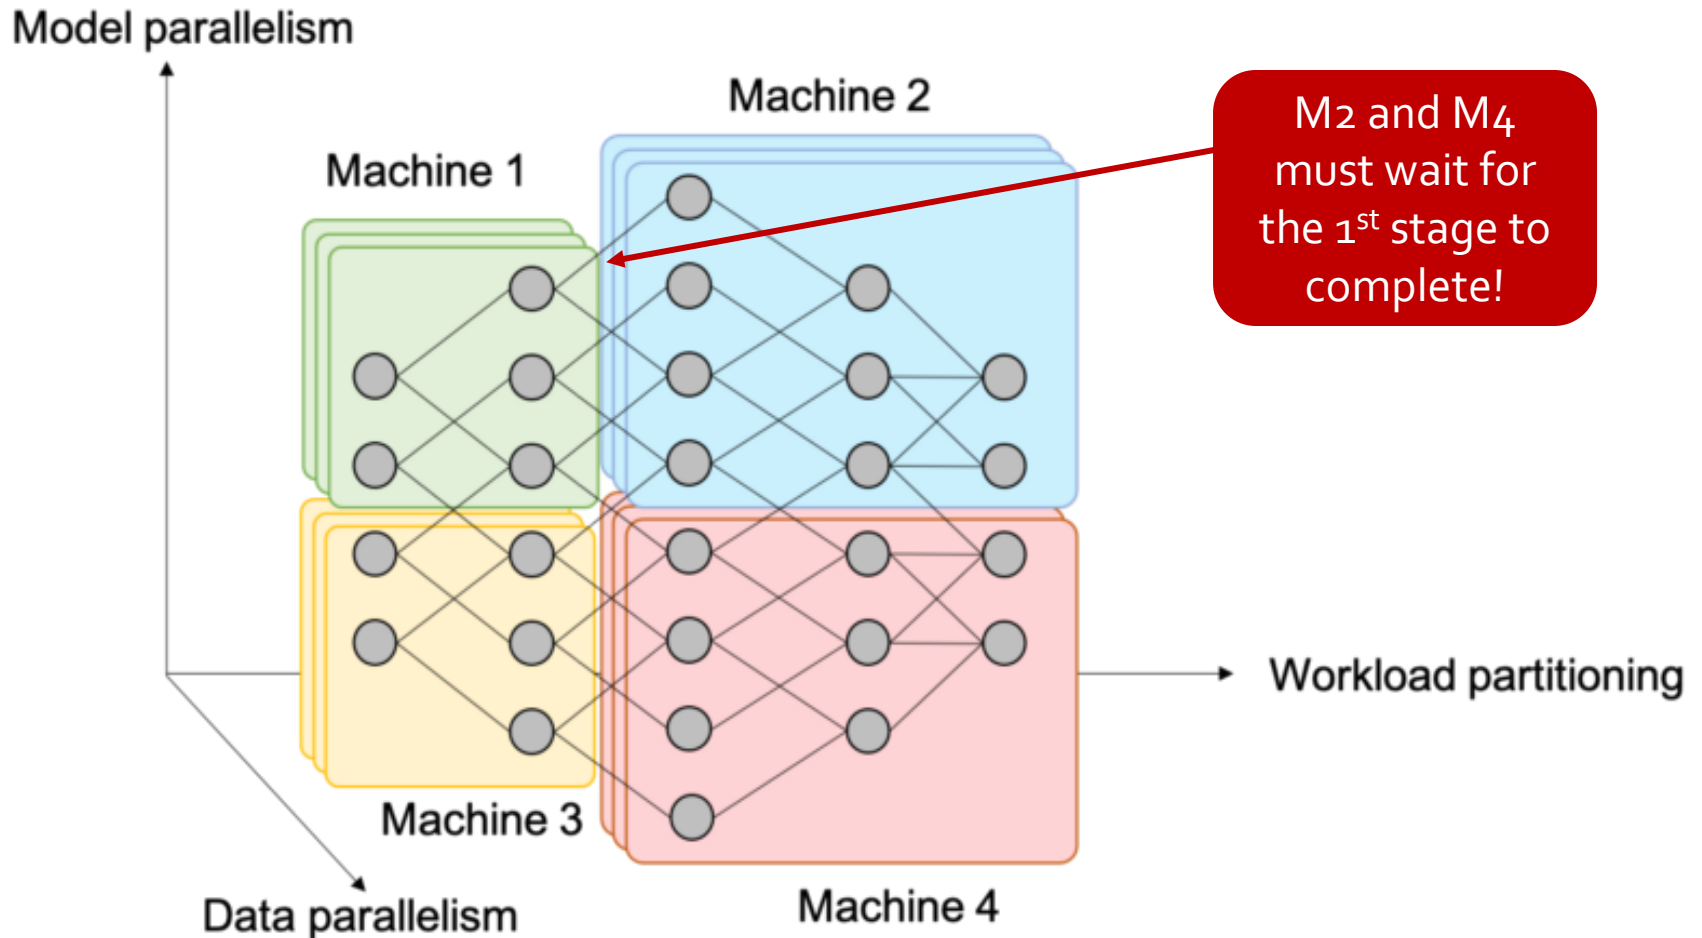 Model parallelism
Machine 2
Machine 1
M2 and M4
must wait for
the 1st stage to
complete!
Workload partitioning
Machine 3
Machine 4
Data parallelism